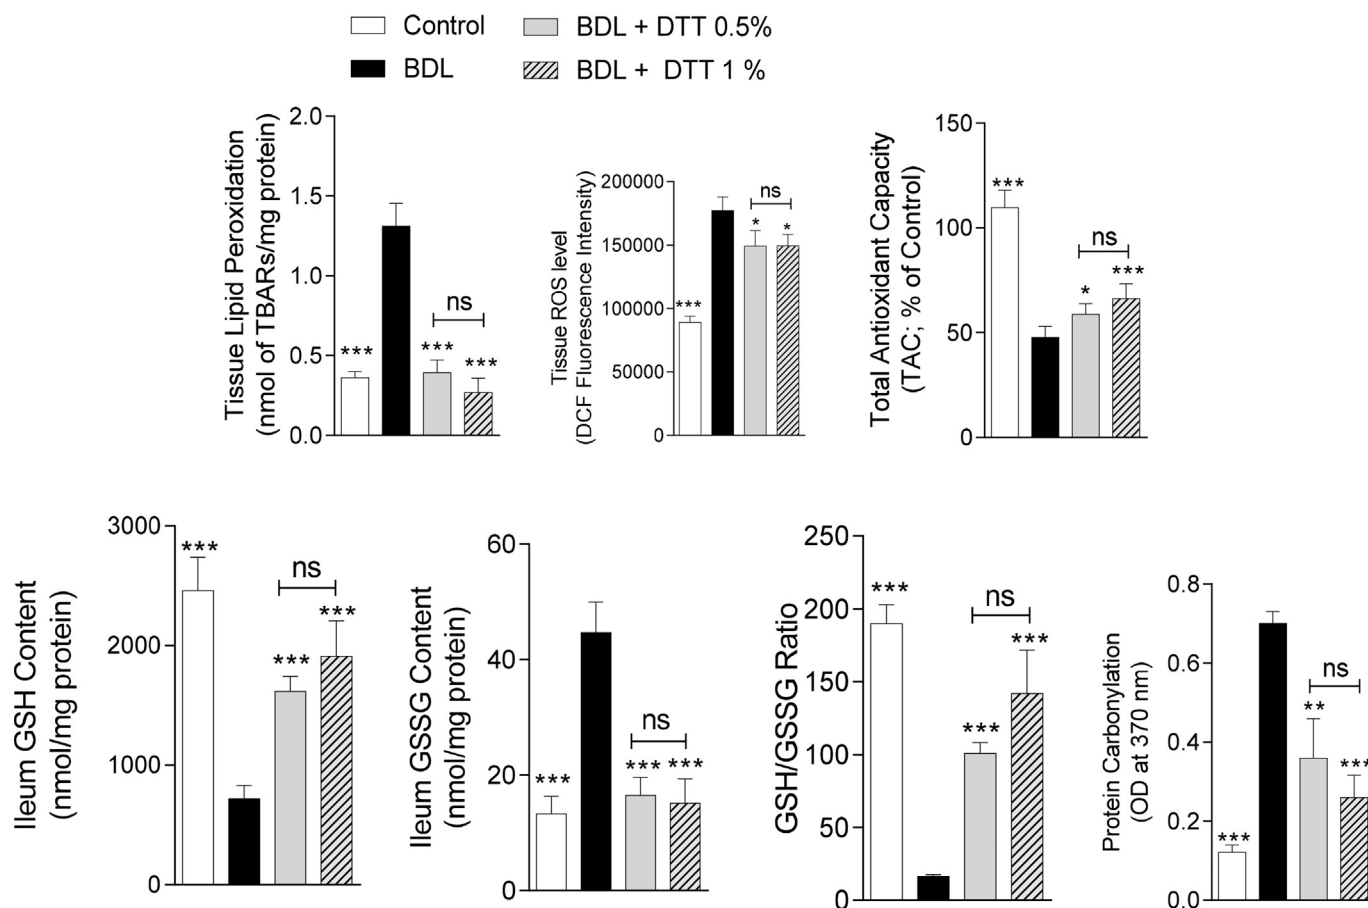 Control
BDL + DTT 0.5%
BDL
BDL + DTT 1 %
Tissue Lipid Peroxidation
(nmol of TBARs/mg protein)
2.0
1.5
1.0
0.5
0.0
***
***
***
ns
Tissue ROS level
(DCF Fluorescence Intensity)
200000
150000
100000
50000
0
***
*
*
ns
Total Antioxidant Capacity
(TAC; % of Control)
150
100
50
0
***
*
***
ns
Ileum GSH Content
(nmol/mg protein)
3000
2000
1000
0
***
***
***
ns
Ileum GSSG Content
(nmol/mg protein)
60
40
20
0
***
***
***
ns
GSH/GSSG Ratio
250
200
150
100
50
0
***
***
***
ns
Protein Carbonylation
(OD at 370 nm)
0.8
0.6
0.4
0.2
0.0
***
**
***
ns